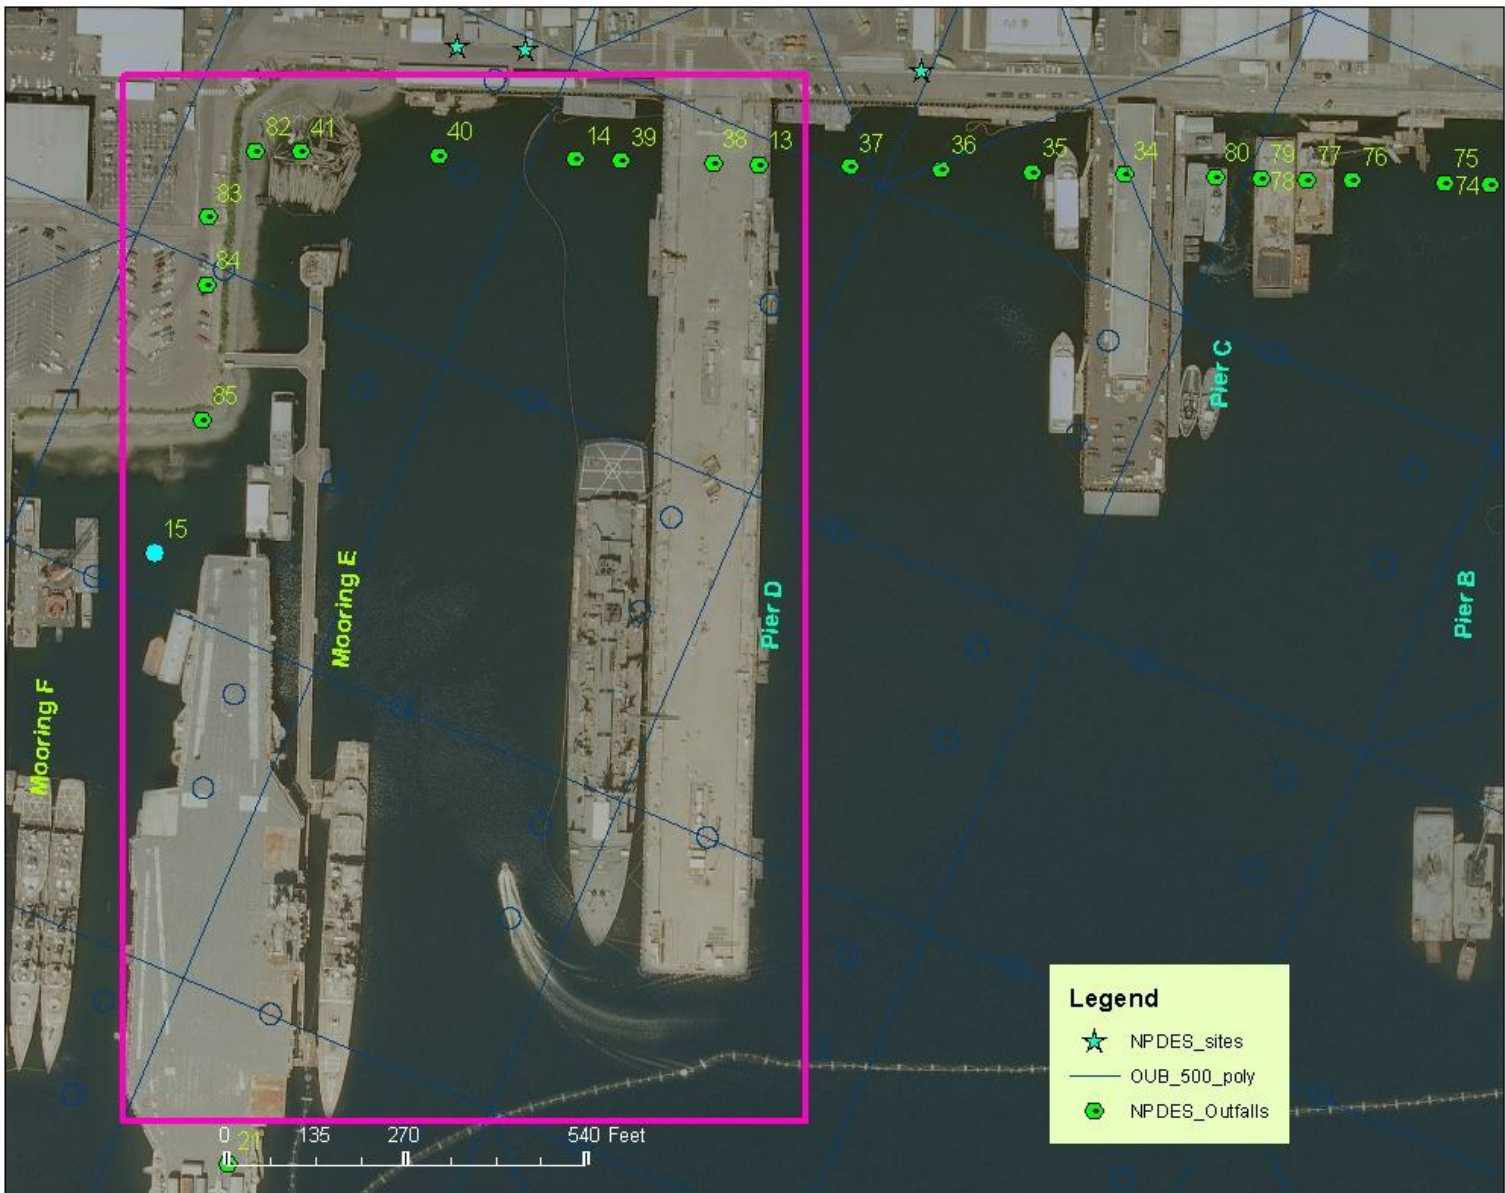 82
41
40
14
39
38
13
37
36
35
34
80
79
77
76
75
78
74
83
84
85
15
Pier C
Mooring E
Pier D
Pier B
Mooring F
Legend
NPDES_sites
OUB_500_poly
NPDES_Outfalls
0 135 270 540 Feet
21